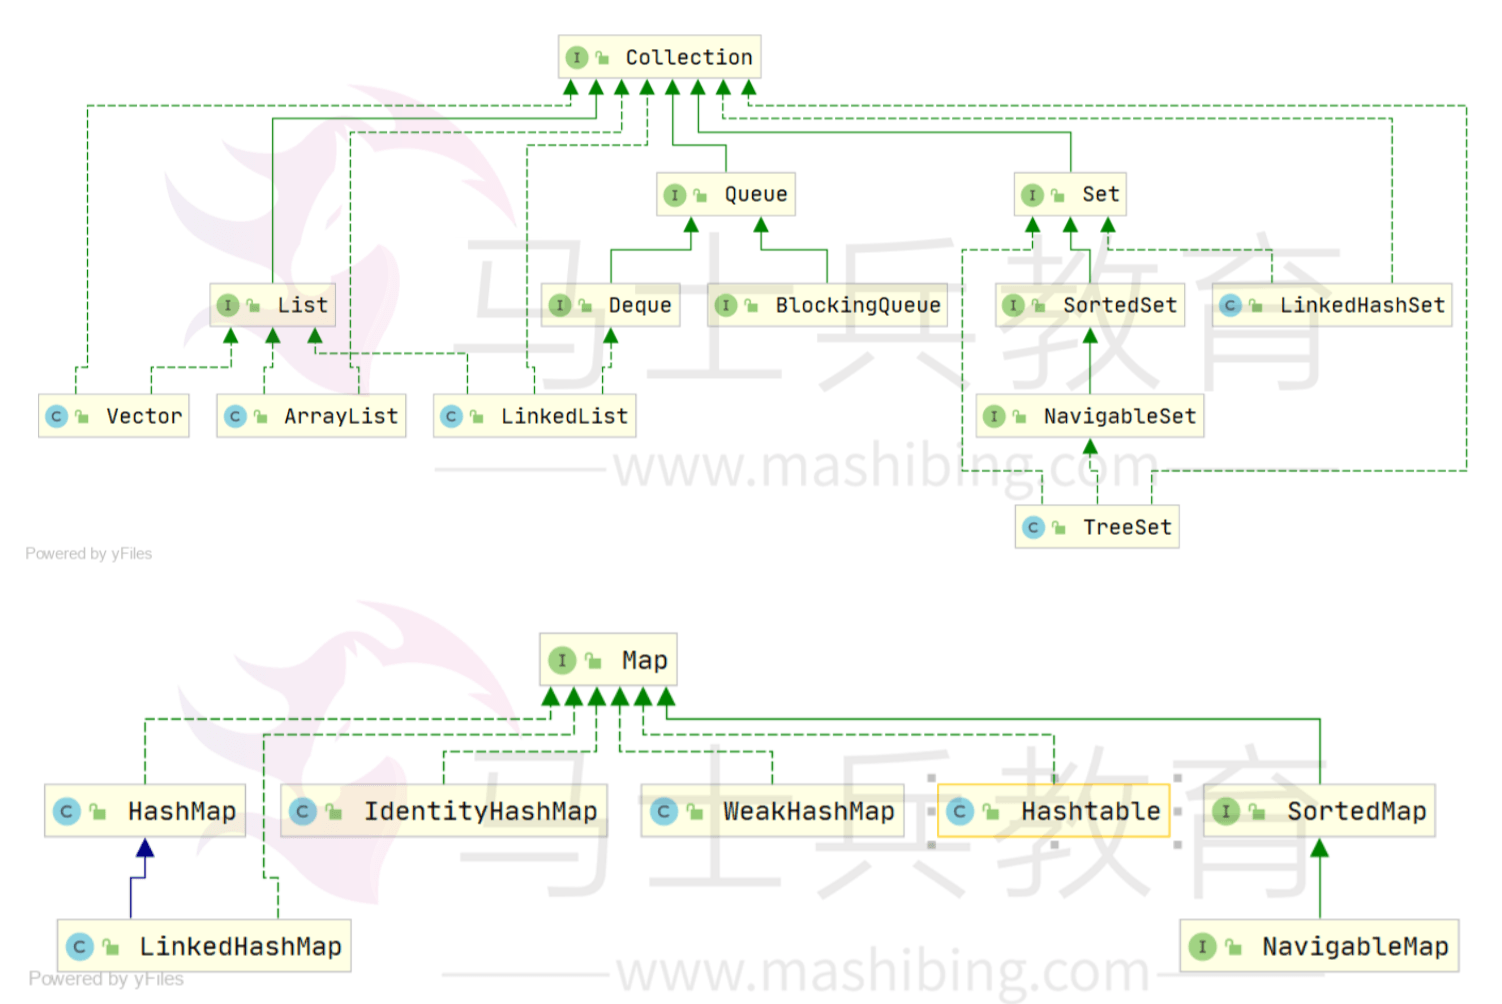 I Collection
I Queue
I Set
马士兵教育
I List
I Deque
I BlockingQueue
I SortedSet
C LinkedHashSet
C Vector
C ArrayList
C LinkedList
I NavigableSet
www.mashibing.com
C TreeSet
Powered by yFiles
I Map
马士兵教育
C HashMap
C IdentityHashMap
C WeakHashMap
C Hashtable
I SortedMap
C LinkedHashMap
I NavigableMap
Powered by yFiles
www.mashibing.com